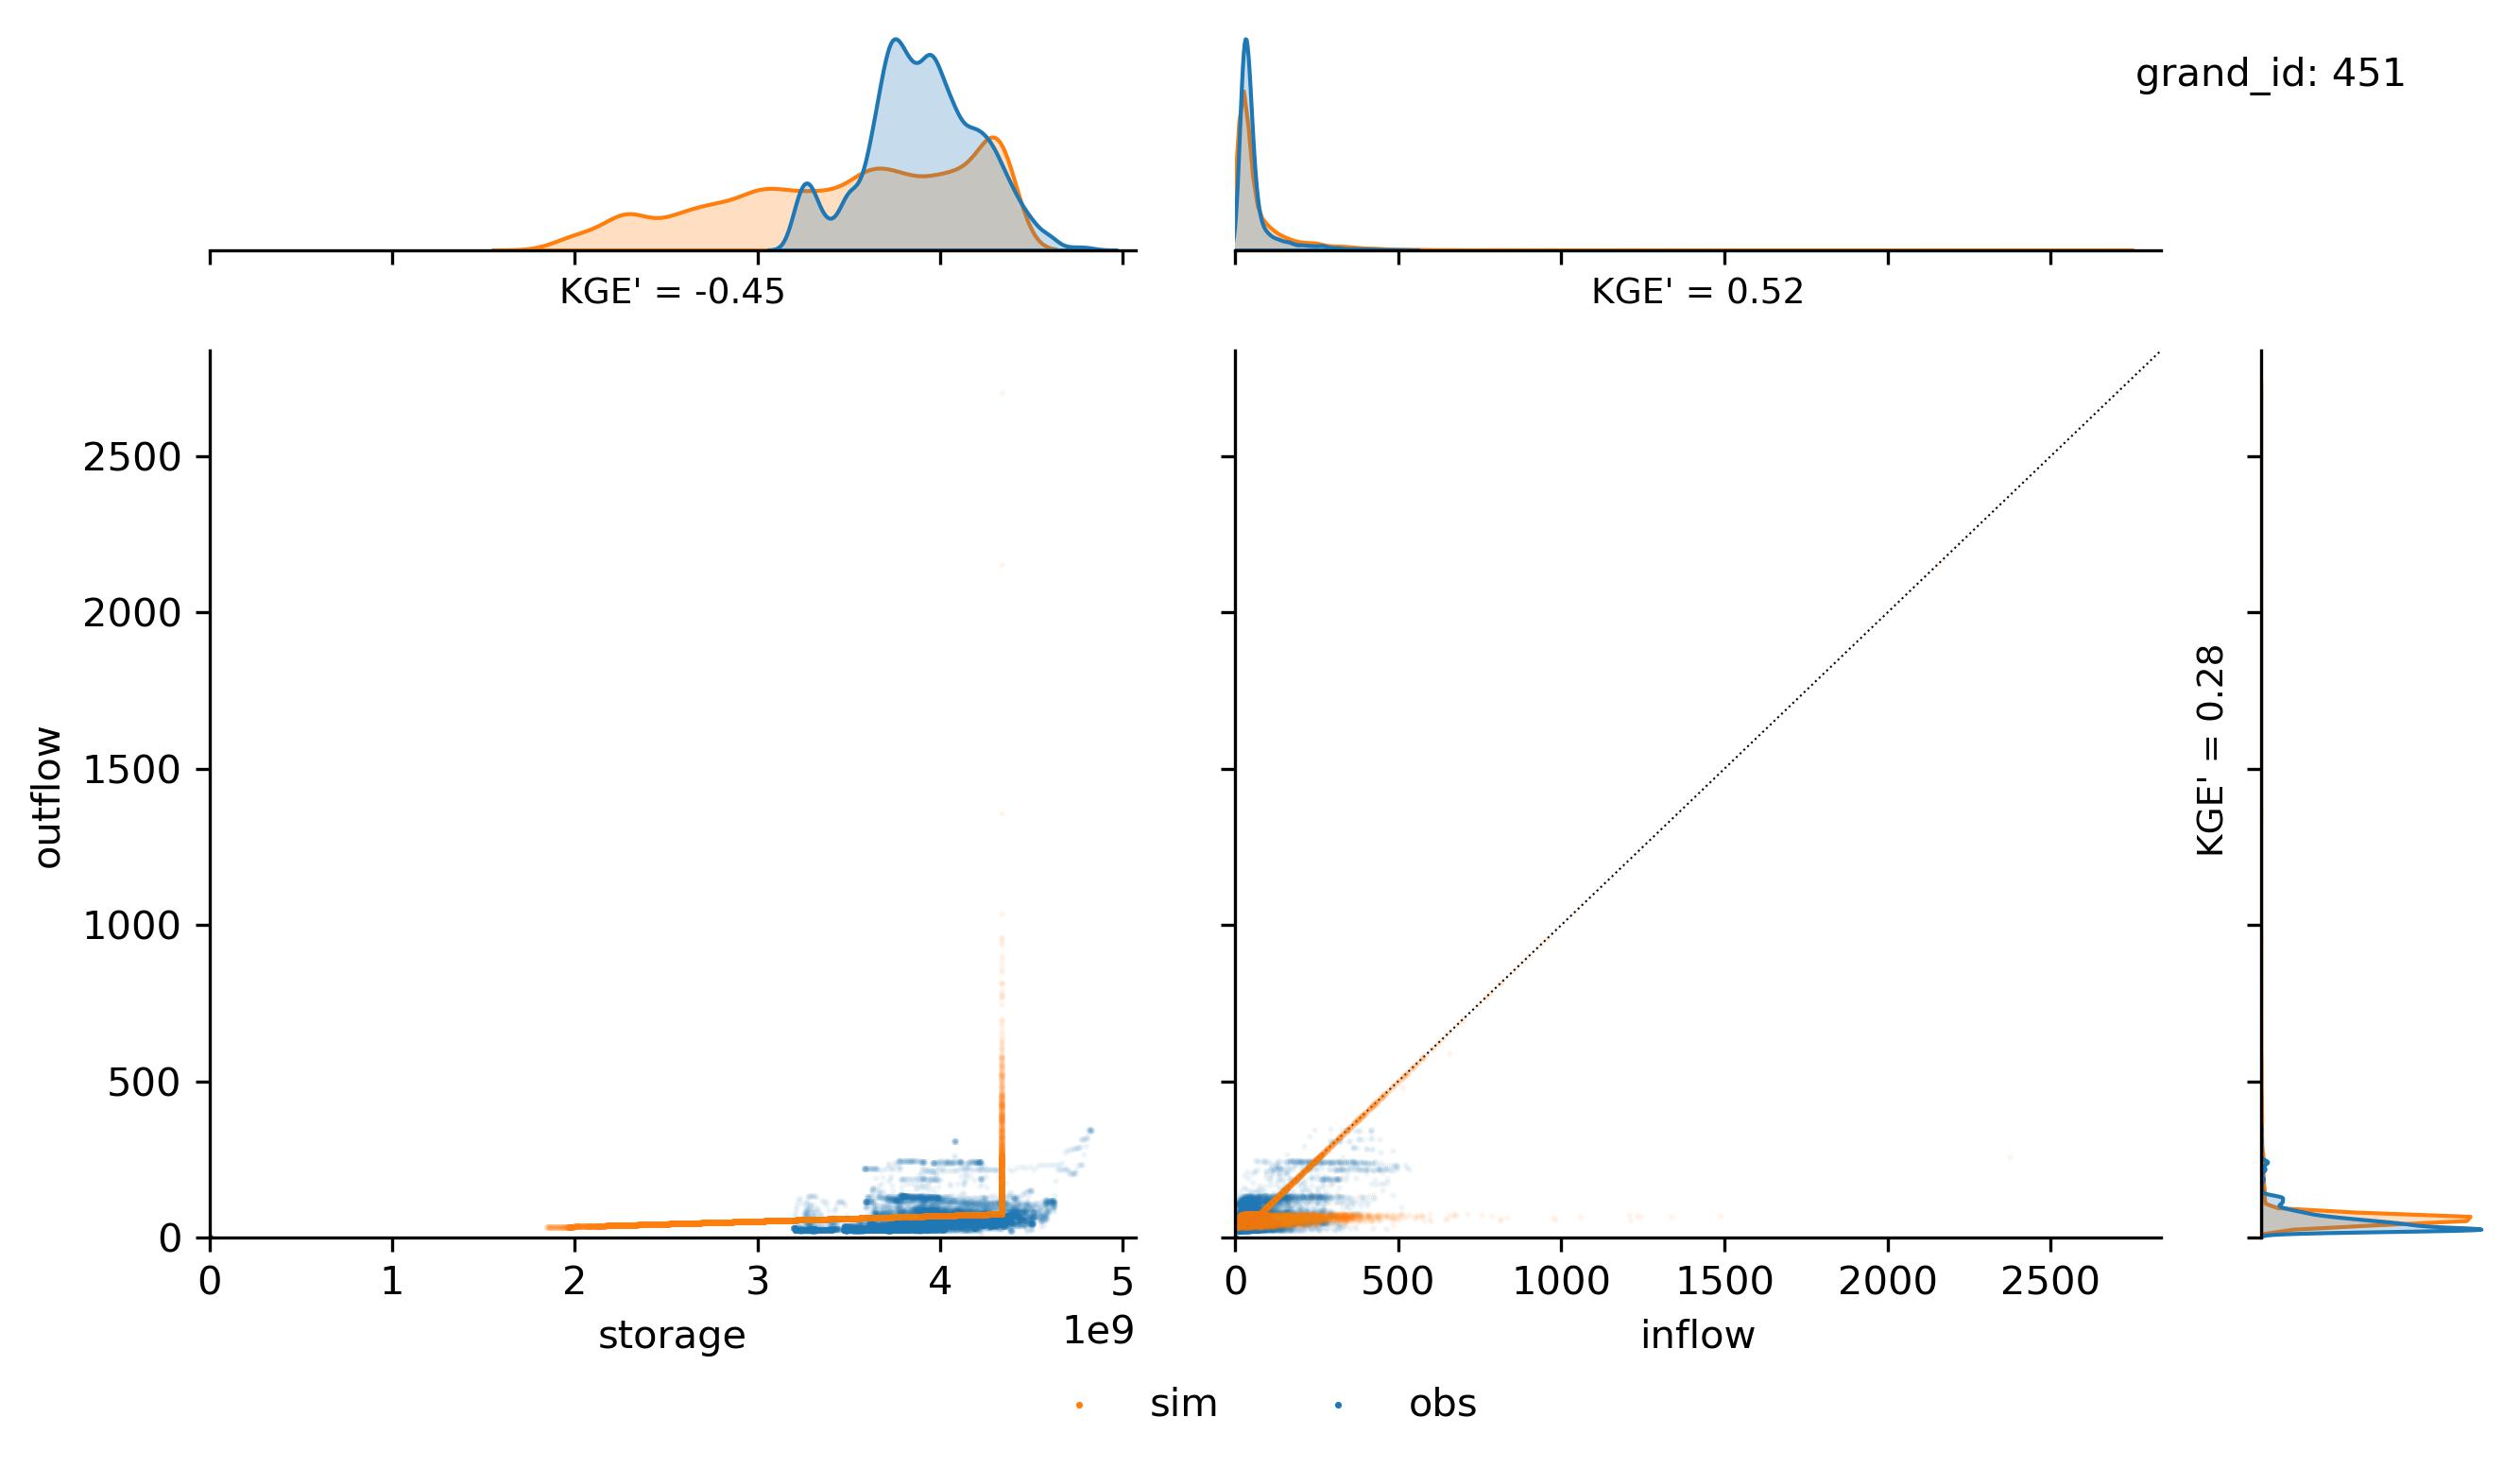 grand_id: 451
KGE' = -0.45
KGE' = 0.52
outflow
2500
2000
1500
1000
500
0
KGE' = 0.28
0 1 2 3 4 5
1e9
storage
0 500 1000 1500 2000 2500
inflow
sim obs